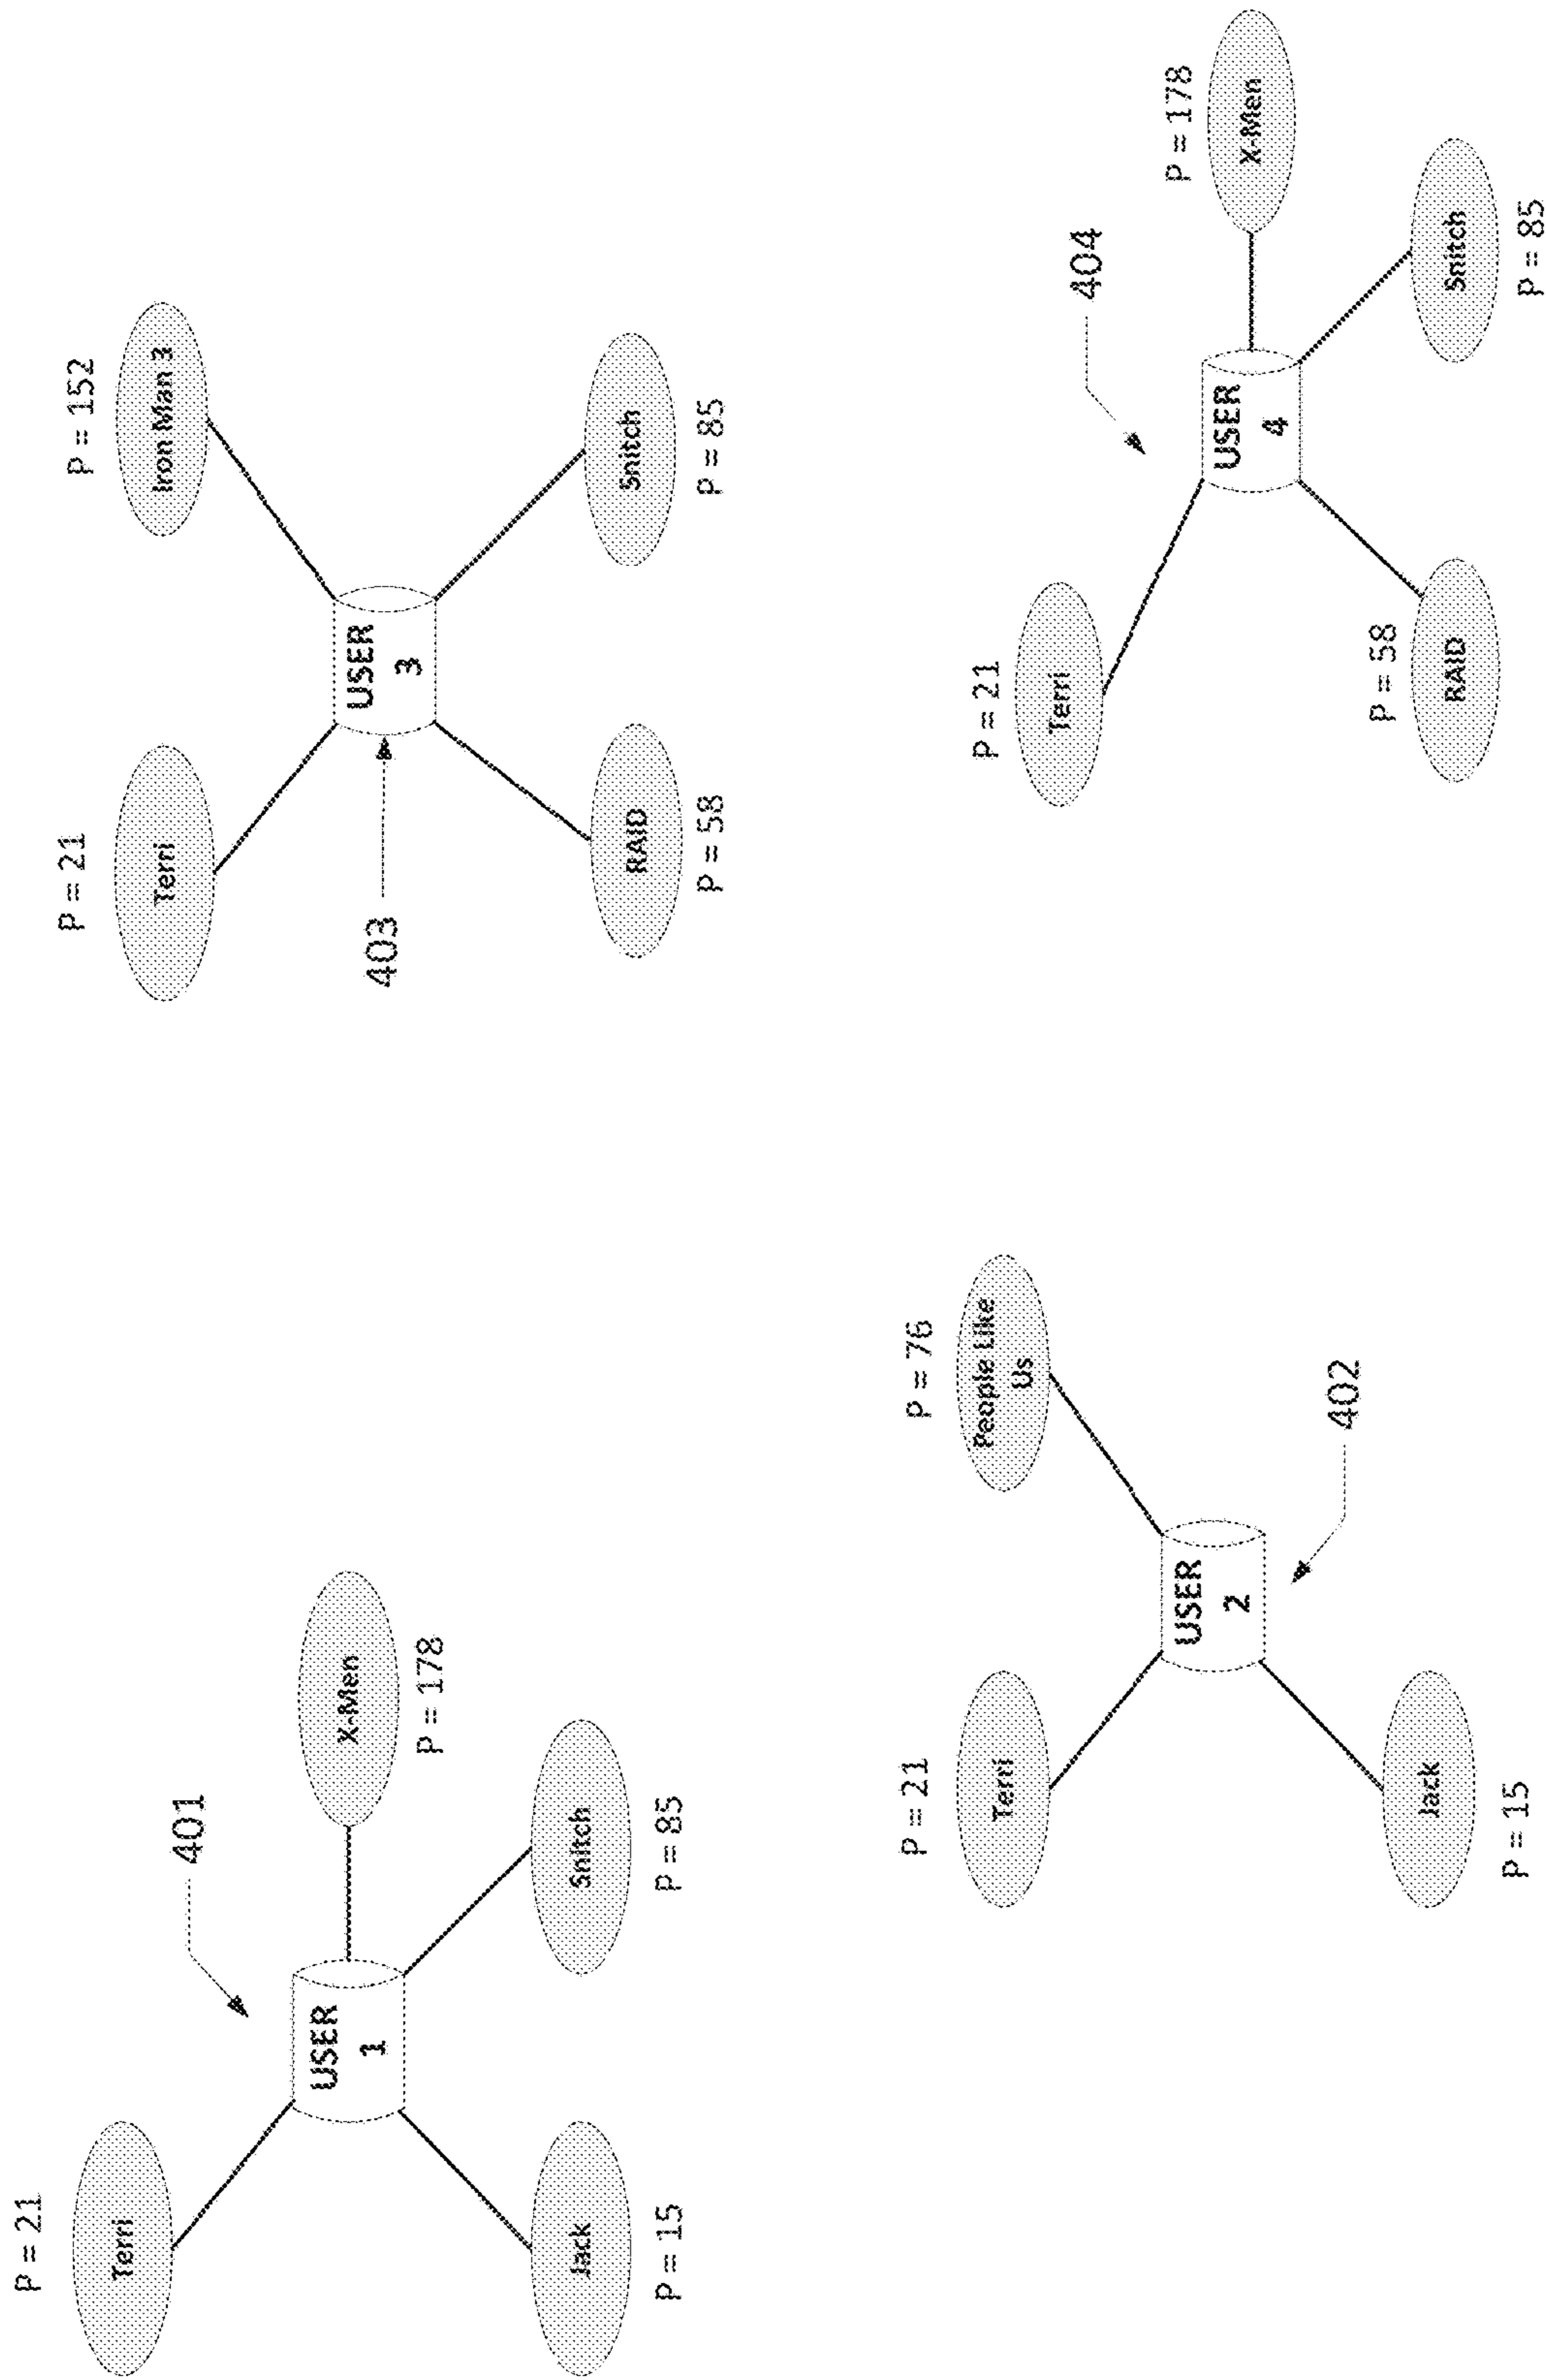 P = 21
Terri
401
USER
1
X-Men
P = 178
Jack
P = 15
Snitch
P = 85
P = 21
Terri
P = 152
Iron Man 3
USER
3
403
RAID
P = 58
Snitch
P = 85
P = 21
Terri
P = 76
People Like
Us
USER
2
402
Jack
P = 15
P = 21
Terri
404
P = 178
X-Men
USER
4
P = 58
RAID
Snitch
P = 85